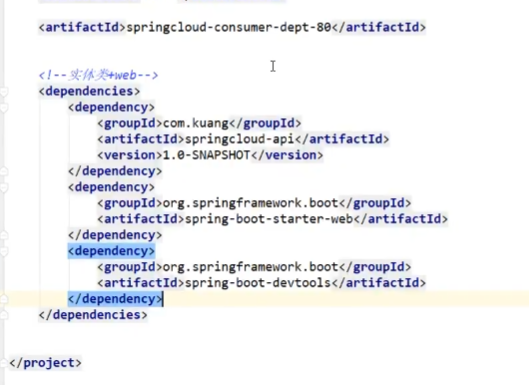 <artifactId>springcloud-consumer-dept-80</artifactId>
<!--实体类+web-->
<dependencies>
<dependency>
<groupId>com.kuang</groupId>
<artifactId>springcloud-api</artifactId>
<version>1.0-SNAPSHOT</version>
</dependency>
<dependency>
<groupId>org.springframework.boot</groupId>
<artifactId>spring-boot-starter-web</artifactId>
</dependency>
<dependency>
<groupId>org.springframework.boot</groupId>
<artifactId>spring-boot-devtools</artifactId>
</dependency>
</dependencies>
</project>